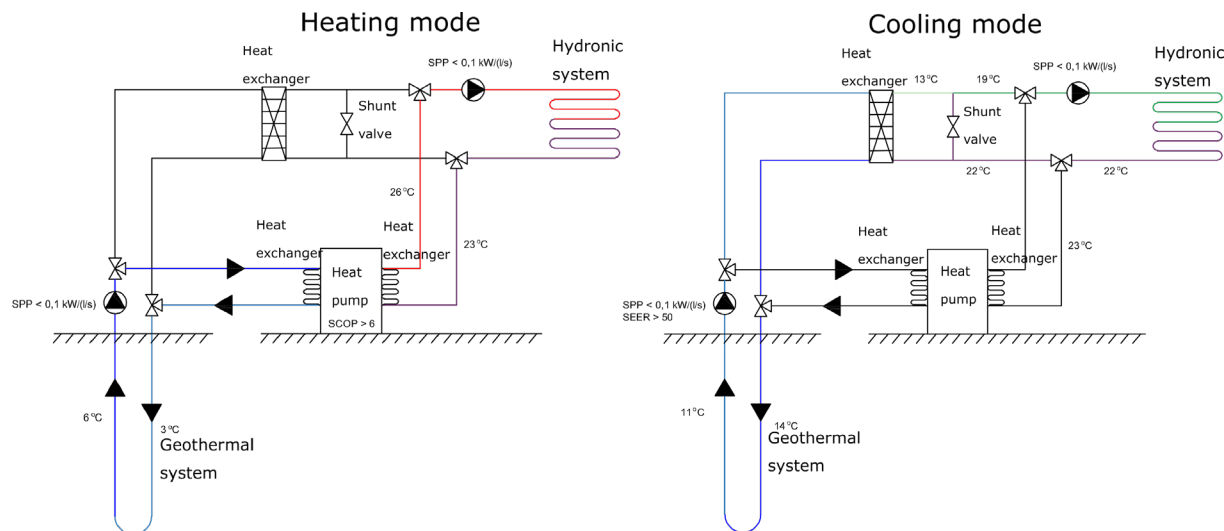 Heating mode
Heat
exchanger
SPP < 0,1 kW/(l/s)
Hydronic
system
Shunt
valve
26°C
Heat
exchanger
Heat
exchanger
23°C
Heat
pump
SCOP > 6
SPP < 0,1 kW/(l/s)
6°C
3°C
Geothermal
system
Cooling mode
Heat
exchanger
13°C
19°C
SPP < 0,1 kW/(l/s)
Hydronic
system
Shunt
valve
22°C
22°C
Heat
exchanger
Heat
exchanger
23°C
Heat
pump
SPP < 0,1 kW/(l/s)
SEER > 50
11°C
14°C
Geothermal
system